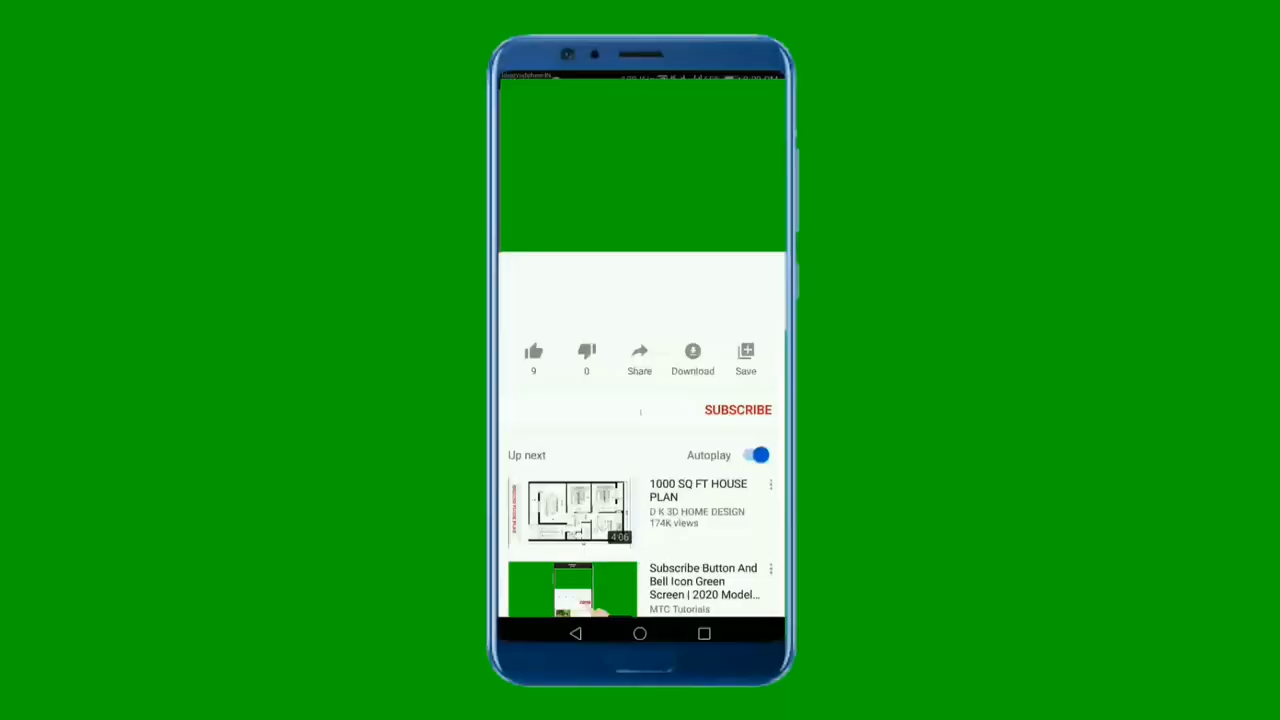 9
0
Share
Download
Save
SUBSCRIBE
Up next
Autoplay
1000 SQ FT HOUSE
PLAN
D K 3D HOME DESIGN
174K views
4:06
Subscribe Button And
Bell Icon Green
Screen | 2020 Model...
MTC Tutorials